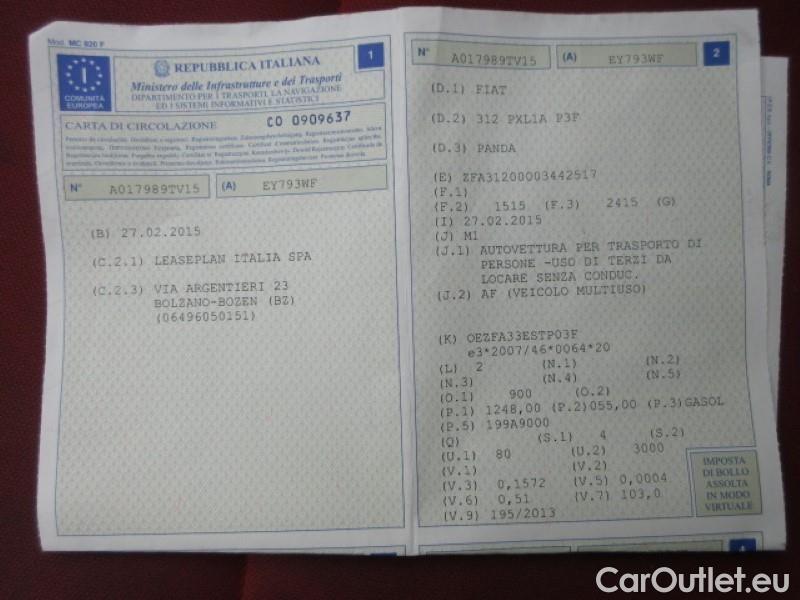 Mod. MC 820 F
1
I
COMUNITÀ
EUROPEA
REPUBBLICA ITALIANA
Ministero delle Infrastrutture e dei Trasporti
DIPARTIMENTO PER I TRASPORTI, LA NAVIGAZIONE
ED I SISTEMI INFORMATIVI E STATISTICI
CARTA DI CIRCOLAZIONE CO 0909637
N° A017989TV15 (A) EY793WF
(B) 27.02.2015
(C.2.1) LEASEPLAN ITALIA SPA
(C.2.3) VIA ARGENTIERI 23
BOLZANO-BOZEN (BZ)
(06496050151)
N° A017989TV15 (A) EY793WF 2
(D.1) FIAT
(D.2) 312 PXL1A P3F
(D.3) PANDA
(E) ZFA31200003442517
(F.1)
(F.2) 1515 (F.3) 2415 (G)
(I) 27.02.2015
(J) M1
(J.1) AUTOVETTURA PER TRASPORTO DI
PERSONE -USO DI TERZI DA
LOCARE SENZA CONDUC.
(J.2) AF (VEICOLO MULTIUSO)
(K) OEZFA33ESTP03F
e3*2007/46*0064*20
(L) 2 (N.1) (N.2)
(N.3) (N.4) (N.5)
(O.1) 900 (O.2)
(P.1) 1248,00 (P.2)055,00 (P.3)GASOL
(P.5) 199A9000
(Q) (S.1) 4 (S.2)
(U.1) 80 (U.2) 3000
(V.1) (V.2)
(V.3) 0,1572 (V.5) 0,0004
(V.6) 0,51 (V.7) 103,0
(V.9) 195/2013
IMPOSTA
DI BOLLO
ASSOLTA
IN MODO
VIRTUALE
4
CarOutlet.eu